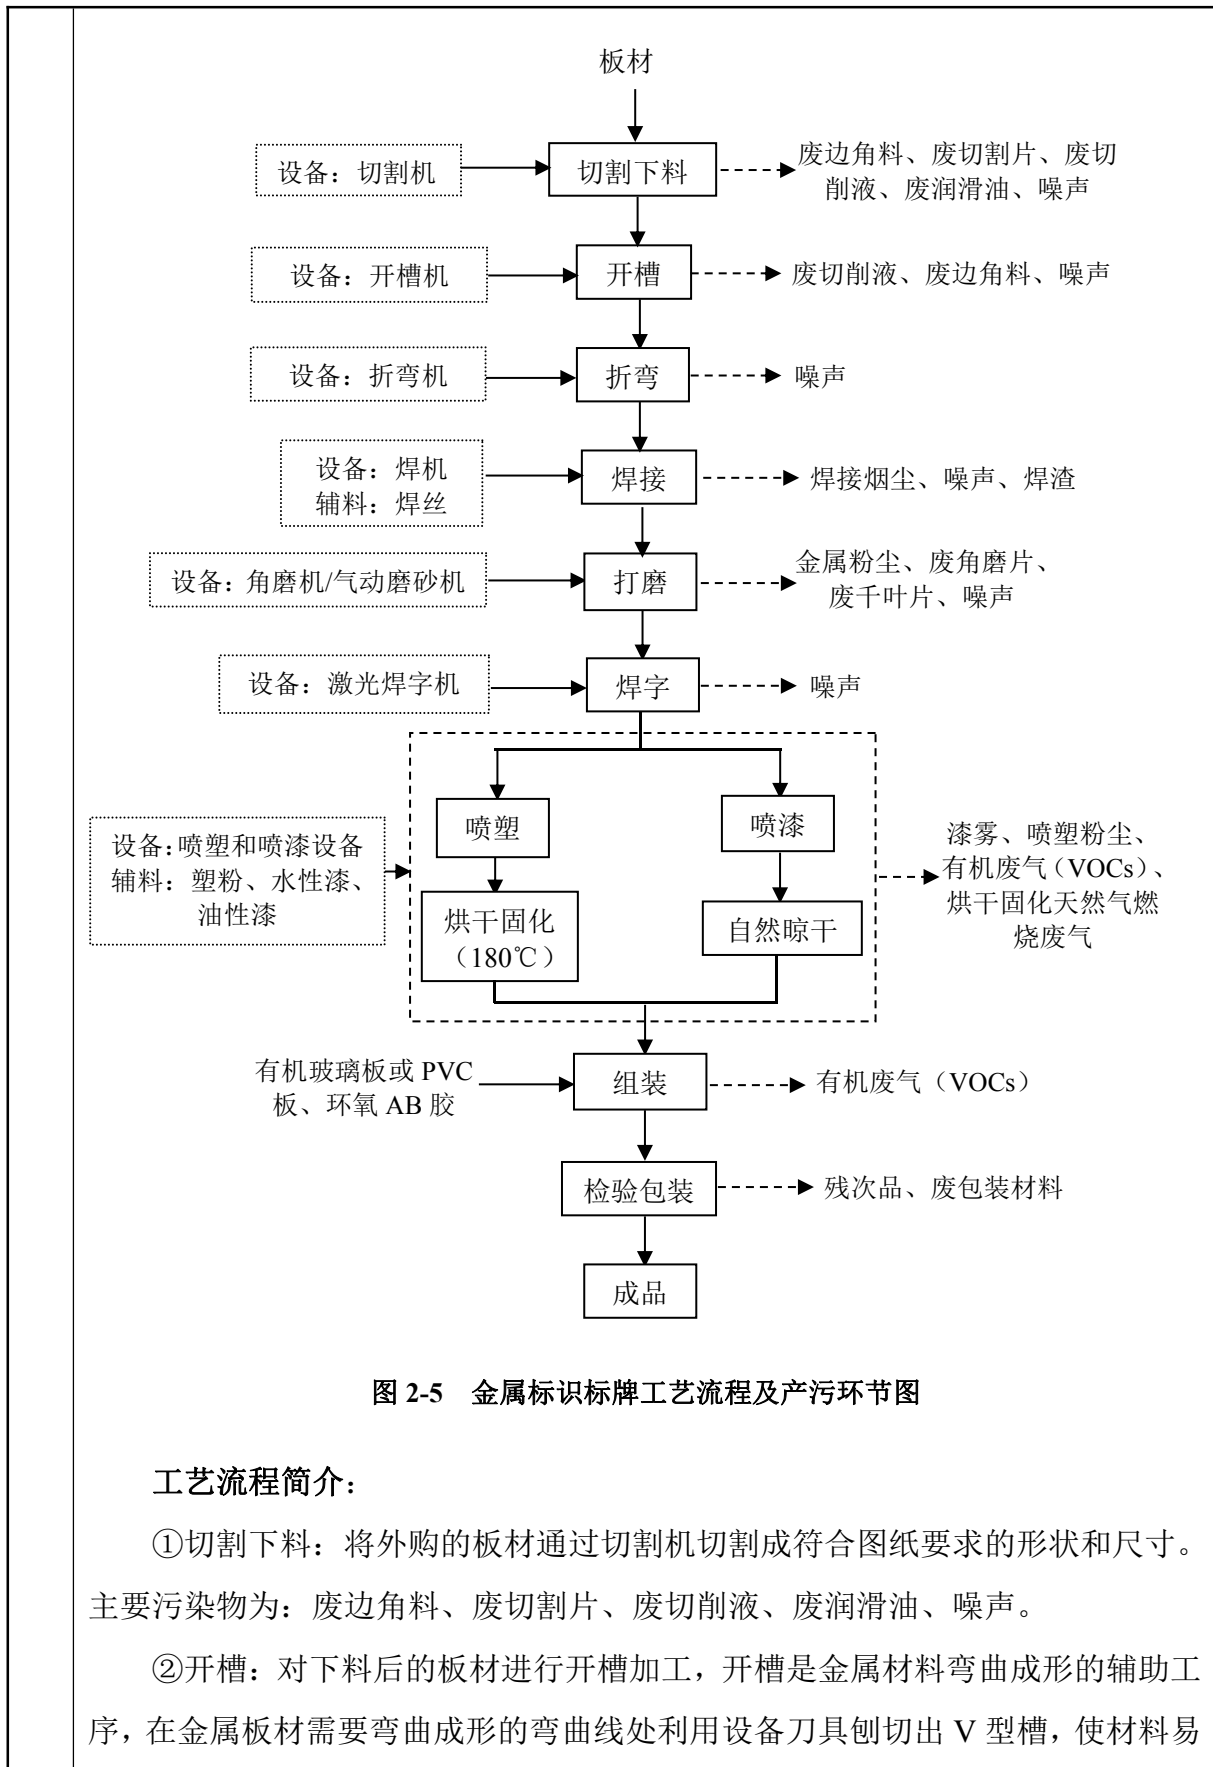 板材
设备：切割机
切割下料
废边角料、废切割片、废切
削液、废润滑油、噪声
设备：开槽机
开槽
废切削液、废边角料、噪声
设备：折弯机
折弯
噪声
设备：焊机
辅料：焊丝
焊接
焊接烟尘、噪声、焊渣
设备：角磨机/气动磨砂机
打磨
金属粉尘、废角磨片、
废千叶片、噪声
设备：激光焊字机
焊字
噪声
喷塑
喷漆
设备：喷塑和喷漆设备
辅料：塑粉、水性漆、
油性漆
烘干固化
（180℃）
自然晾干
漆雾、喷塑粉尘、
有机废气（VOCs）、
烘干固化天然气燃
烧废气
有机玻璃板或 PVC
板、环氧 AB 胶
组装
有机废气（VOCs）
检验包装
残次品、废包装材料
成品
图 2-5 金属标识标牌工艺流程及产污环节图
工艺流程简介：
①切割下料：将外购的板材通过切割机切割成符合图纸要求的形状和尺寸。
主要污染物为：废边角料、废切割片、废切削液、废润滑油、噪声。
②开槽：对下料后的板材进行开槽加工，开槽是金属材料弯曲成形的辅助工
序，在金属板材需要弯曲成形的弯曲线处利用设备刀具刨切出 V 型槽，使材料易